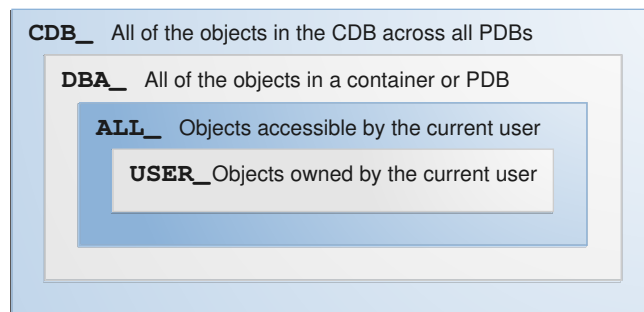 CDB_ All of the objects in the CDB across all PDBs
DBA_ All of the objects in a container or PDB
ALL_ Objects accessible by the current user
USER_Objects owned by the current user